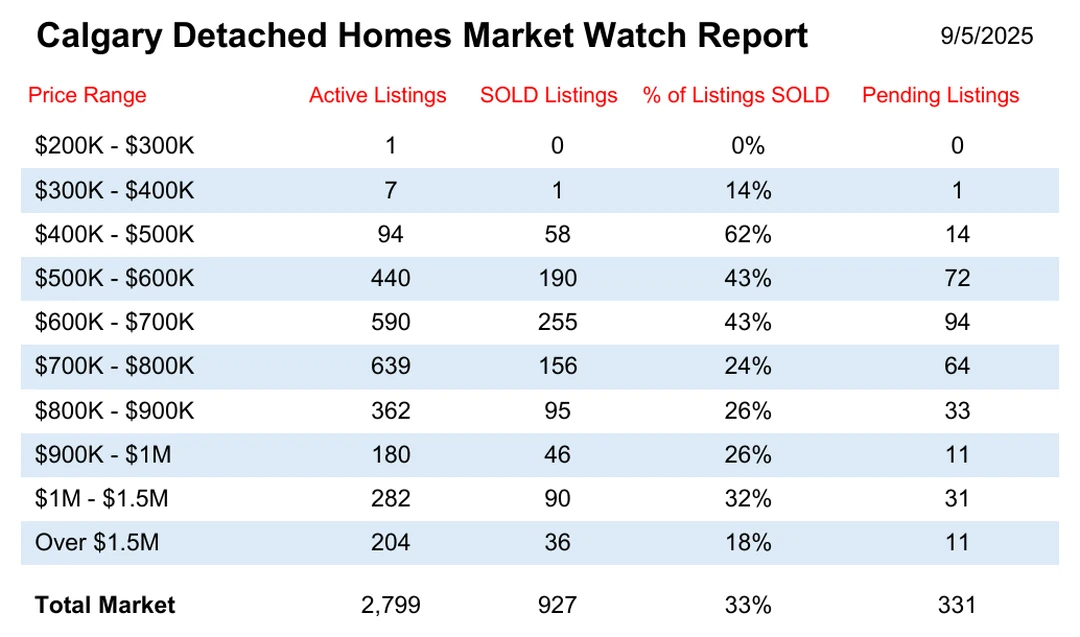 Calgary Detached Homes Market Watch Report 9/5/2025
Price Range Active Listings SOLD Listings % of Listings SOLD Pending Listings
$200K - $300K 1 0 0% 0
$300K - $400K 7 1 14% 1
$400K - $500K 94 58 62% 14
$500K - $600K 440 190 43% 72
$600K - $700K 590 255 43% 94
$700K - $800K 639 156 24% 64
$800K - $900K 362 95 26% 33
$900K - $1M 180 46 26% 11
$1M - $1.5M 282 90 32% 31
Over $1.5M 204 36 18% 11
Total Market 2,799 927 33% 331